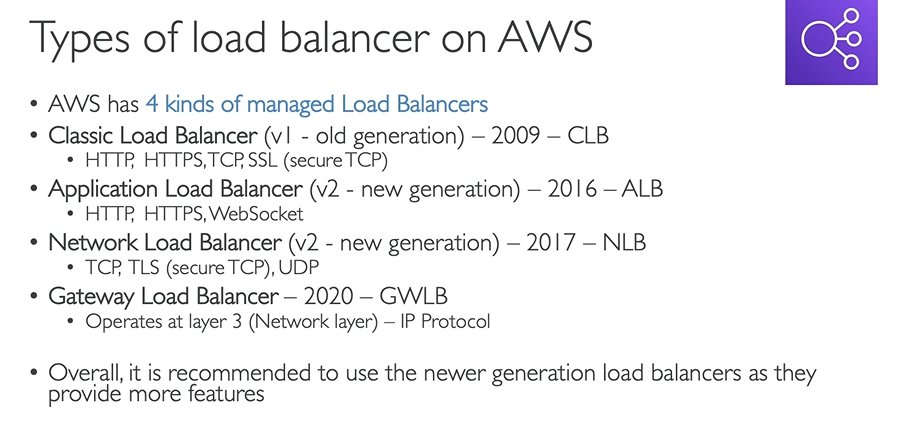 Types of load balancer on AWS
• AWS has 4 kinds of managed Load Balancers
• Classic Load Balancer (v1 - old generation) – 2009 – CLB
• HTTP, HTTPS, TCP, SSL (secure TCP)
• Application Load Balancer (v2 - new generation) – 2016 – ALB
• HTTP, HTTPS, WebSocket
• Network Load Balancer (v2 - new generation) – 2017 – NLB
• TCP, TLS (secure TCP), UDP
• Gateway Load Balancer – 2020 – GWLB
• Operates at layer 3 (Network layer) – IP Protocol
• Overall, it is recommended to use the newer generation load balancers as they
provide more features